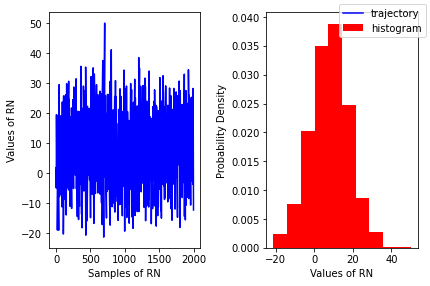 trajectory
histogram
50
40
30
20
10
0
−10
−20
Values of RN
0 500 1000 1500 2000
Samples of RN
0.040
0.035
0.030
0.025
0.020
0.015
0.010
0.005
0.000
Probability Density
−20 0 20 40
Values of RN